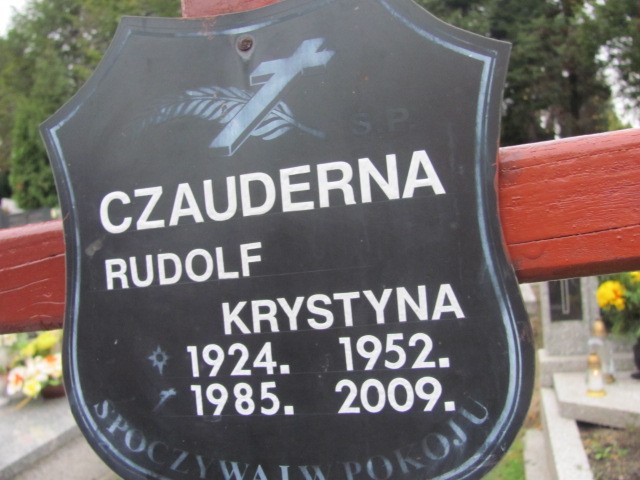 Ś.P.
CZAUDERNA
RUDOLF
KRYSTYNA
1924. 1952.
1985. 2009.
SPOCZYWAJ W POKOJU